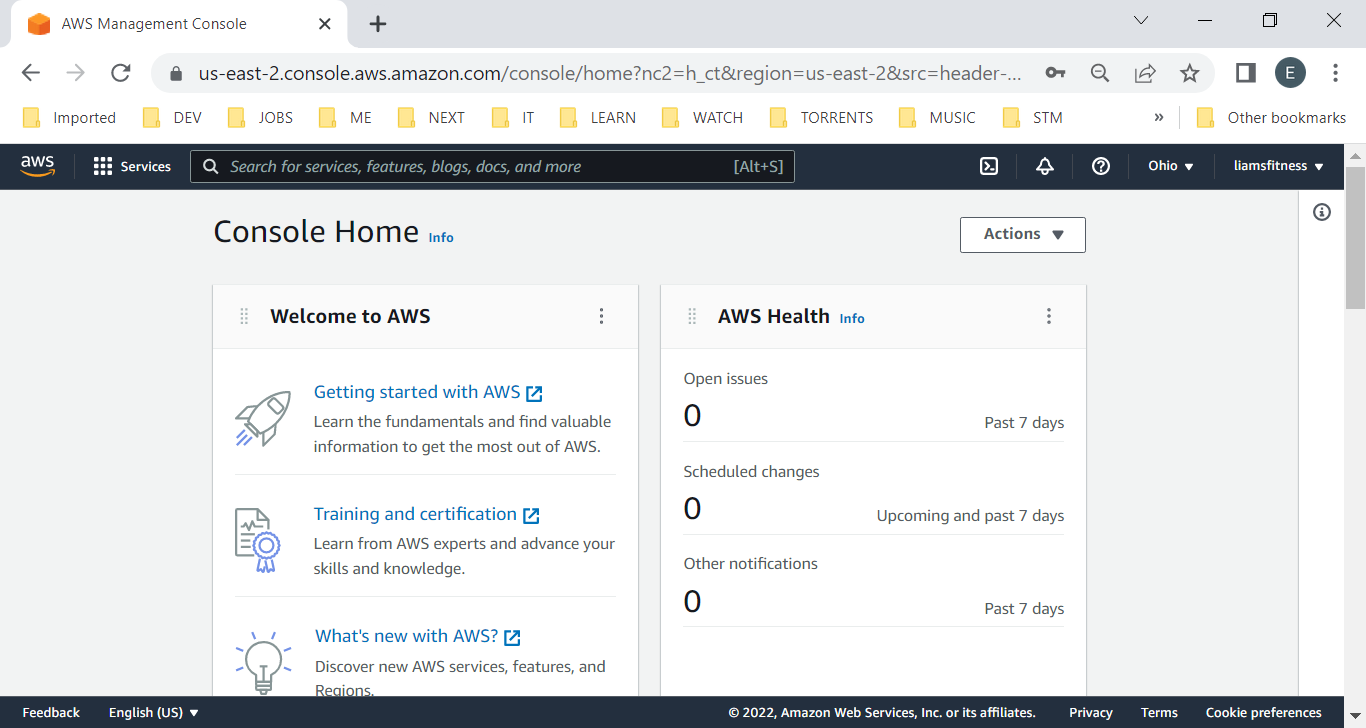 AWS Management Console
us-east-2.console.aws.amazon.com/console/home?nc2=h_ct&region=us-east-2&src=header-...
E
Imported DEV JOBS ME NEXT IT LEARN WATCH TORRENTS MUSIC STM » Other bookmarks
aws Services Search for services, features, blogs, docs, and more [Alt+S] Ohio liamsfitness
Console Home Info
Actions
Welcome to AWS
Getting started with AWS
Learn the fundamentals and find valuable
information to get the most out of AWS.
Training and certification
Learn from AWS experts and advance your
skills and knowledge.
What's new with AWS?
Discover new AWS services, features, and
Regions.
AWS Health Info
Open issues
0 Past 7 days
Scheduled changes
0 Upcoming and past 7 days
Other notifications
0 Past 7 days
Feedback English (US) © 2022, Amazon Web Services, Inc. or its affiliates. Privacy Terms Cookie preferences